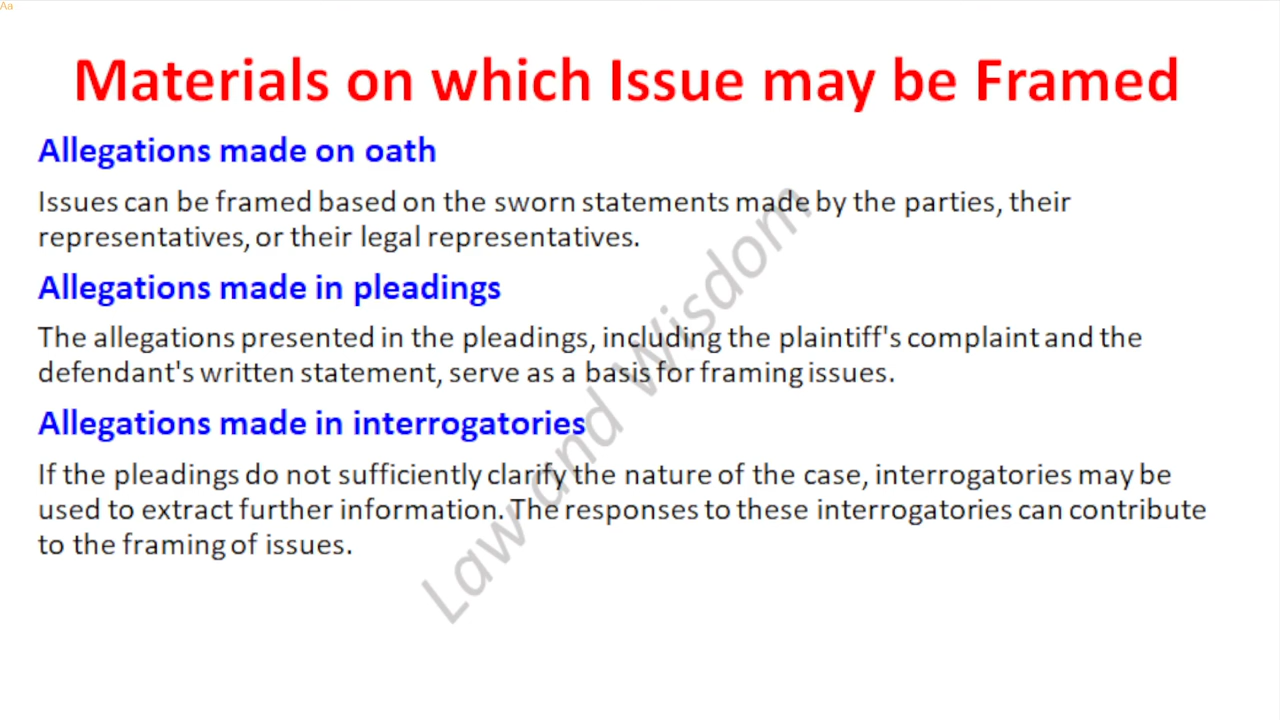 Aa
Materials on which Issue may be Framed
Allegations made on oath
Issues can be framed based on the sworn statements made by the parties, their
representatives, or their legal representatives.
Allegations made in pleadings
The allegations presented in the pleadings, including the plaintiff's complaint and the
defendant's written statement, serve as a basis for framing issues.
Allegations made in interrogatories
If the pleadings do not sufficiently clarify the nature of the case, interrogatories may be
used to extract further information. The responses to these interrogatories can contribute
to the framing of issues.
Law and Wisdom